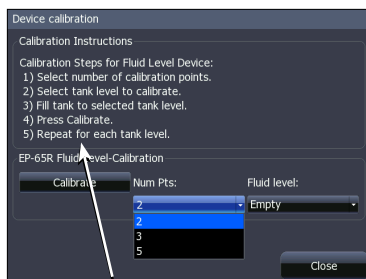 Device calibration
Calibration Instructions
Calibration Steps for Fluid Level Device:
1) Select number of calibration points.
2) Select tank level to calibrate.
3) Fill tank to selected tank level.
4) Press Calibrate.
5) Repeat for each tank level.
EP-65R Fluid Level-Calibration
Calibrate Num Pts: Fluid level:
2 Empty
2
3
5
Close